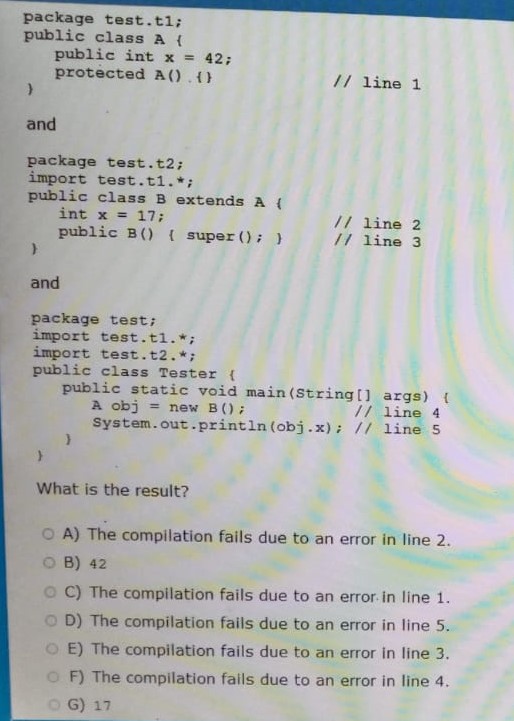 package test.t1;
public class A {
public int x = 42;
protected A() {} // line 1
}
and
package test.t2;
import test.t1.*;
public class B extends A {
int x = 17; // line 2
public B() { super(); } // line 3
}
and
package test;
import test.t1.*;
import test.t2.*;
public class Tester {
public static void main(String[] args) {
A obj = new B(); // line 4
System.out.println(obj.x); // line 5
}
}
What is the result?
A) The compilation fails due to an error in line 2.
B) 42
C) The compilation fails due to an error in line 1.
D) The compilation fails due to an error in line 5.
E) The compilation fails due to an error in line 3.
F) The compilation fails due to an error in line 4.
G) 17